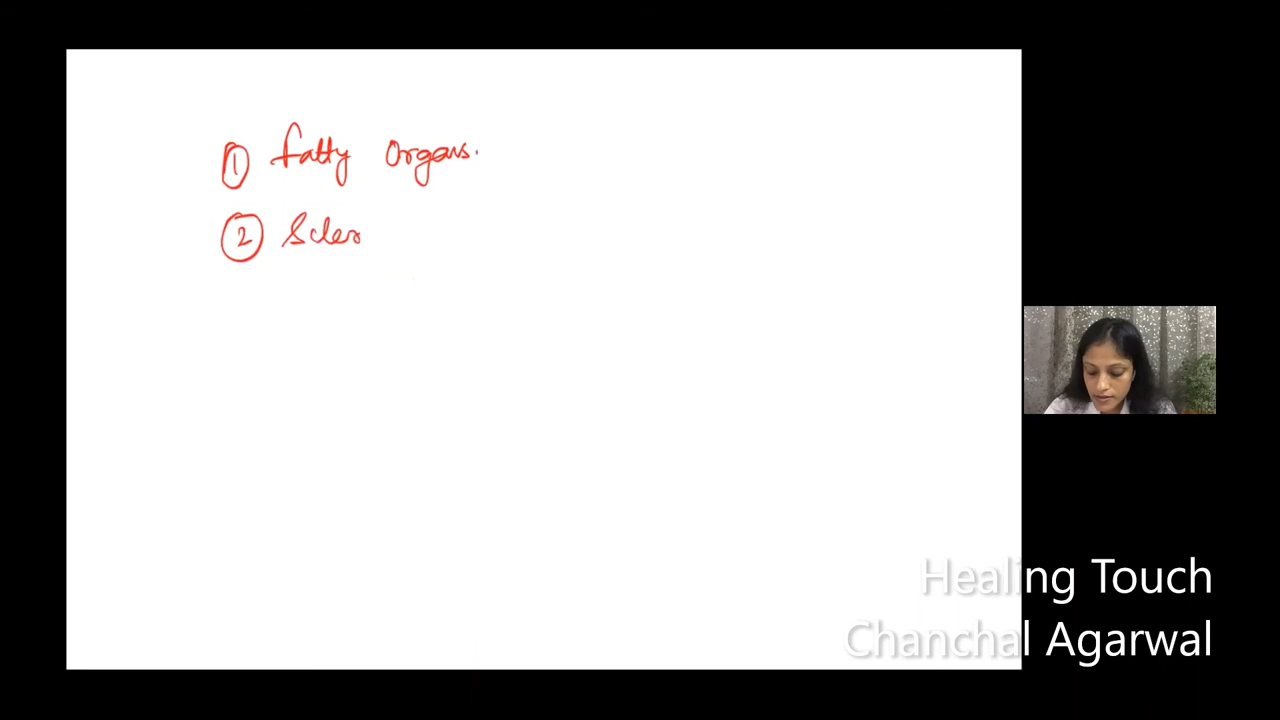 ① fatty organs.
② Scler
Healing Touch
Chanchal Agarwal